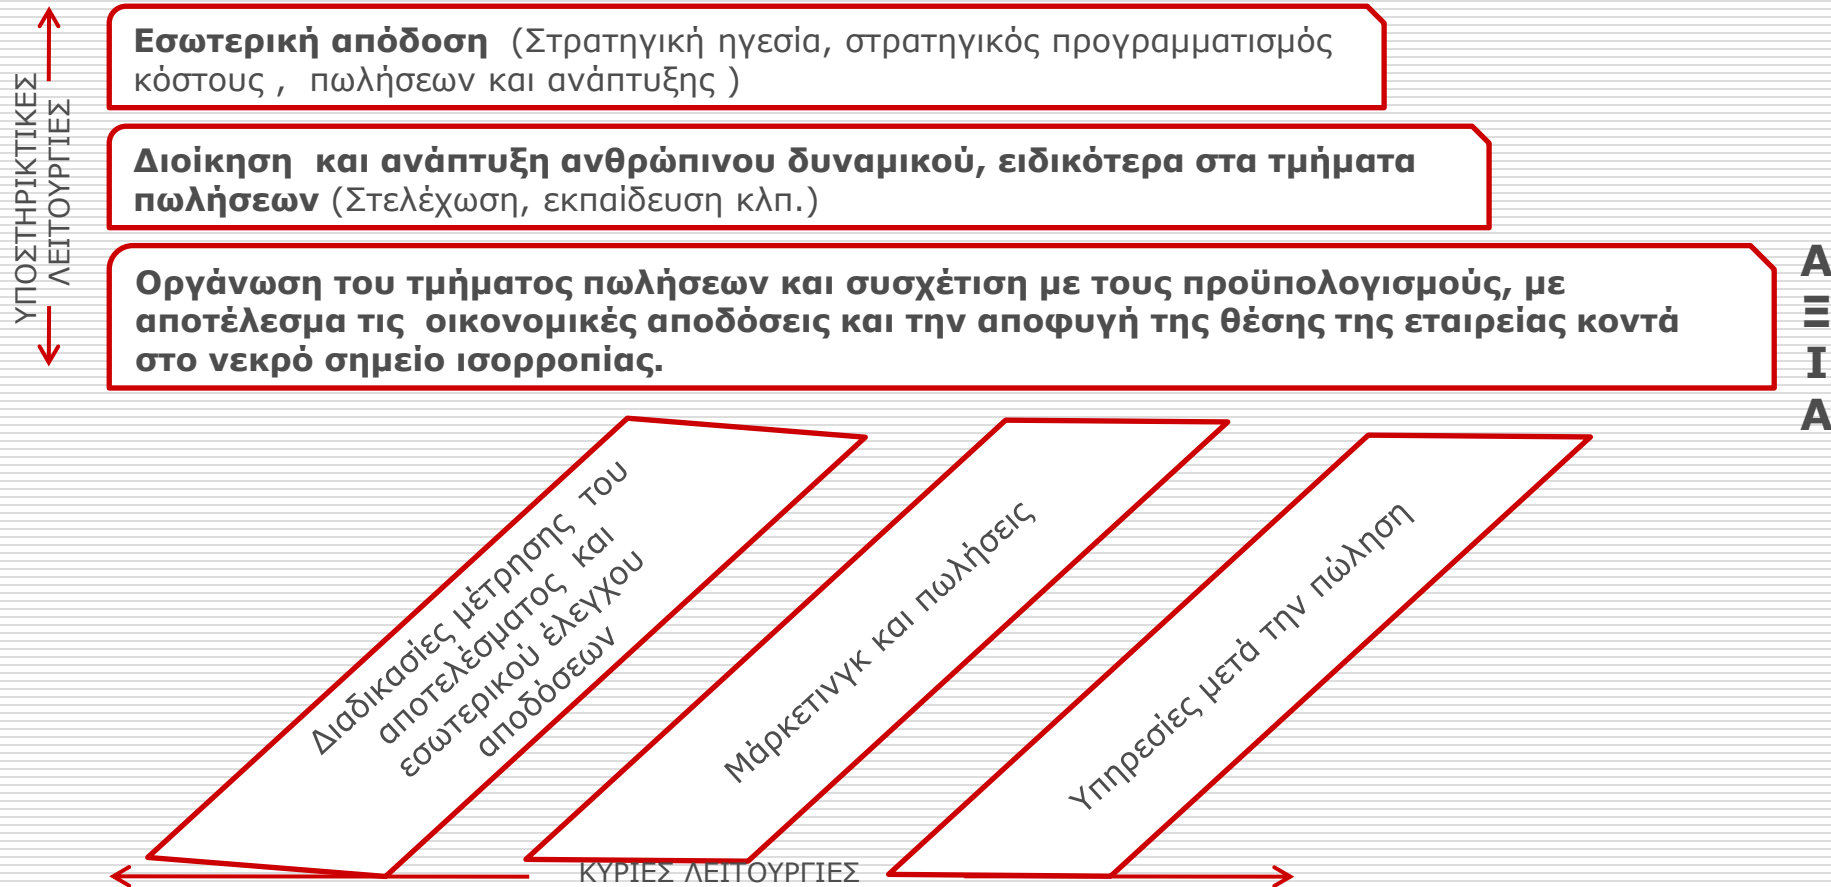 ΥΠΟΣΤΗΡΙΚΤΙΚΕΣ
ΛΕΙΤΟΥΡΓΙΕΣ
Εσωτερική απόδοση (Στρατηγική ηγεσία, στρατηγικός προγραμματισμός
κόστους , πωλήσεων και ανάπτυξης )
Διοίκηση και ανάπτυξη ανθρώπινου δυναμικού, ειδικότερα στα τμήματα
πωλήσεων (Στελέχωση, εκπαίδευση κλπ.)
Οργάνωση του τμήματος πωλήσεων και συσχέτιση με τους προϋπολογισμούς, με
αποτέλεσμα τις οικονομικές αποδόσεις και την αποφυγή της θέσης της εταιρείας κοντά
στο νεκρό σημείο ισορροπίας.
Α
Ξ
Ι
Α
Διαδικασίες μέτρησης του
αποτελέσματος και
εσωτερικού έλεγχου
αποδόσεων
Μάρκετινγκ και πωλήσεις
Υπηρεσίες μετά την πώληση
ΚΥΡΙΕΣ ΛΕΙΤΟΥΡΓΙΕΣ